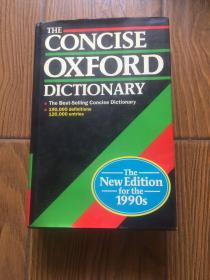 THE
CONCISE
OXFORD
DICTIONARY
The Best-Selling Concise Dictionary
190,000 definitions
120,000 entries
The
New Edition
for the
1990s